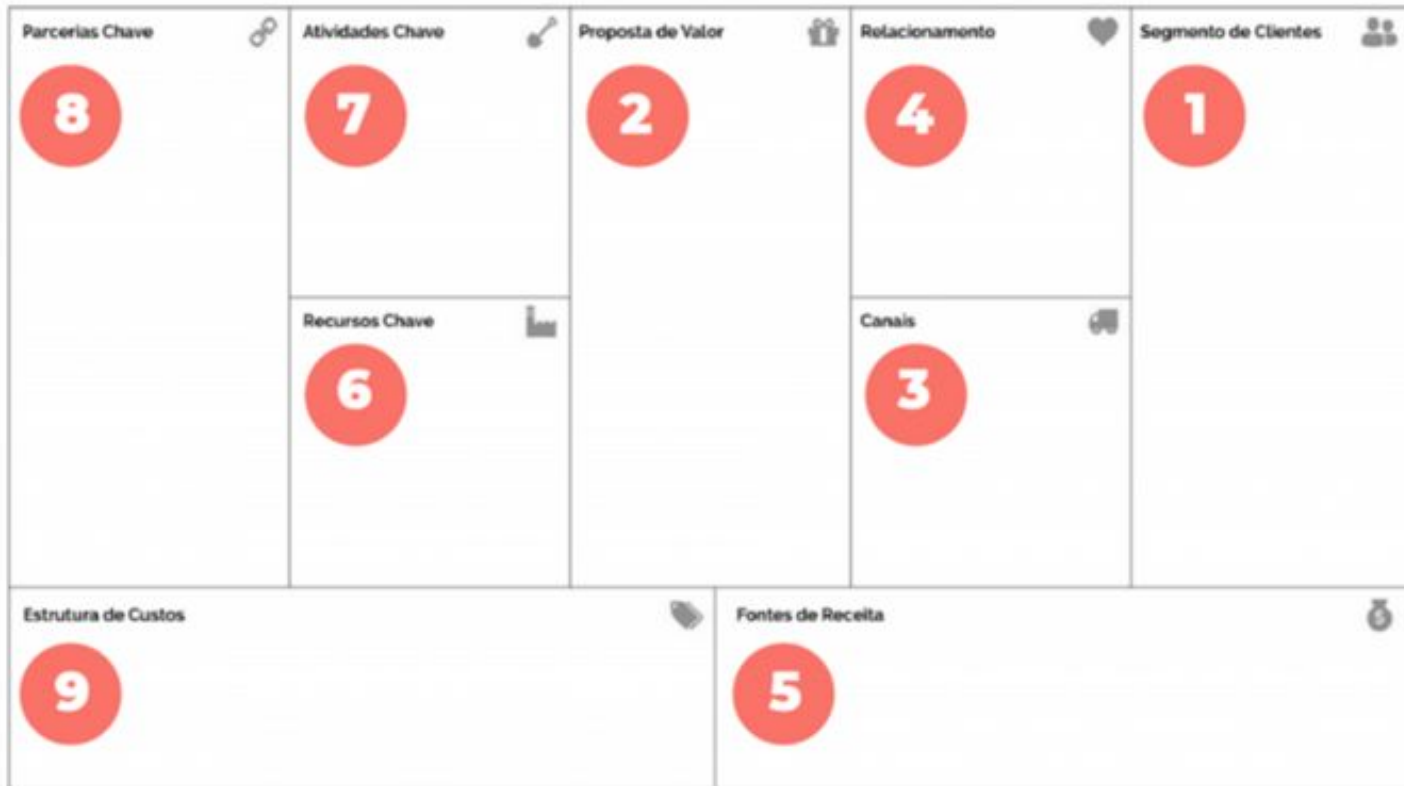 Parcerias Chave
8
Atividades Chave
7
Proposta de Valor
2
Relacionamento
4
Segmento de Clientes
1
Recursos Chave
6
Canais
3
Estrutura de Custos
9
Fontes de Receita
$
5